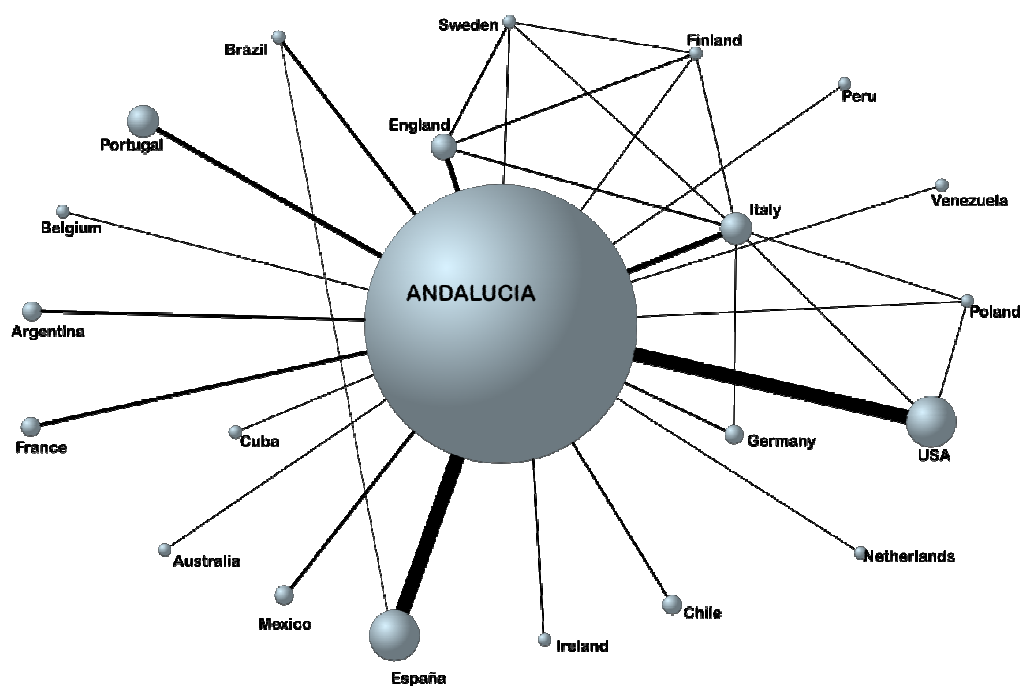 Sweden
Finland
Brazil
Peru
England
Portugal
Venezuela
Italy
Belgium
ANDALUCIA
Poland
Argentina
Cuba
Germany
France
USA
Australia
Netherlands
Mexico
Chile
Ireland
España